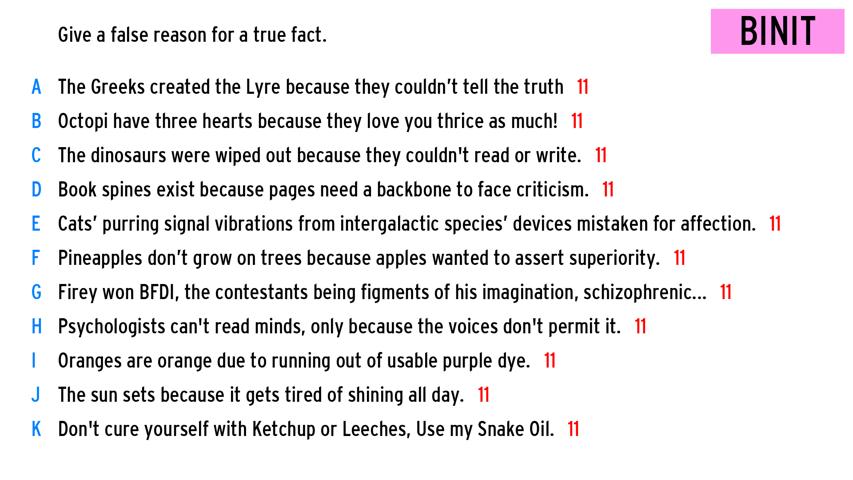 Give a false reason for a true fact.
BINIT
A The Greeks created the Lyre because they couldn’t tell the truth 11
B Octopi have three hearts because they love you thrice as much! 11
C The dinosaurs were wiped out because they couldn't read or write. 11
D Book spines exist because pages need a backbone to face criticism. 11
E Cats’ purring signal vibrations from intergalactic species’ devices mistaken for affection. 11
F Pineapples don’t grow on trees because apples wanted to assert superiority. 11
G Firey won BFDI, the contestants being figments of his imagination, schizophrenic... 11
H Psychologists can't read minds, only because the voices don't permit it. 11
I Oranges are orange due to running out of usable purple dye. 11
J The sun sets because it gets tired of shining all day. 11
K Don't cure yourself with Ketchup or Leeches, Use my Snake Oil. 11